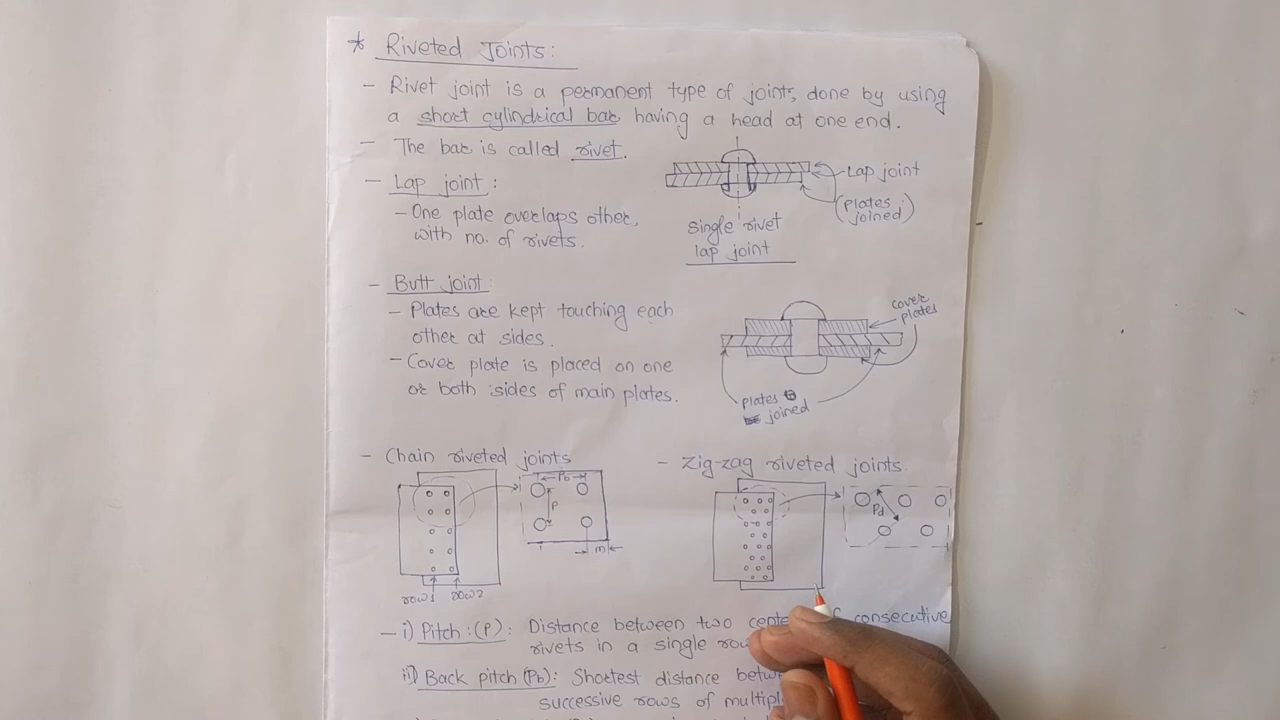 * Riveted Joints:
- Rivet joint is a permanent type of joints, done by using
a short cylindrical bar having a head at one end.
- The bar is called rivet.
- Lap joint:
- One plate overlaps other,
with no. of rivets.
Lap joint
(plates
joined)
single rivet
lap joint
- Butt joint:
- Plates are kept touching each
other at sides.
- Cover plate is placed on one
or both sides of main plates.
cover
plates
plates
joined
- Chain riveted joints
Pb
P
m
row1 row2
- Zig-zag riveted joints
Pd
- i) Pitch:(P): Distance between two of consecutive
rivets in a single
ii) Back pitch (Pb): Shortest distance
successive rows of